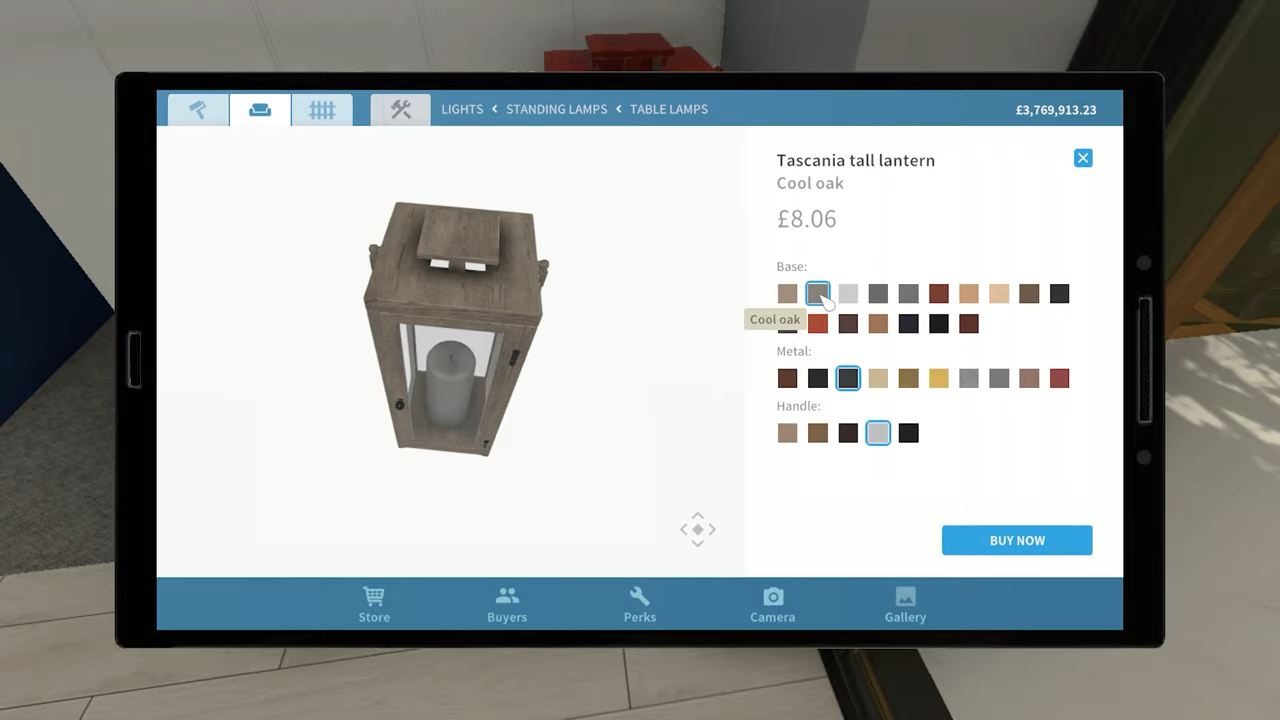 LIGHTS < STANDING LAMPS < TABLE LAMPS
£3,769,913.23
Tascania tall lantern
Cool oak
£8.06
Base:
Cool oak
Metal:
Handle:
BUY NOW
Store
Buyers
Perks
Camera
Gallery